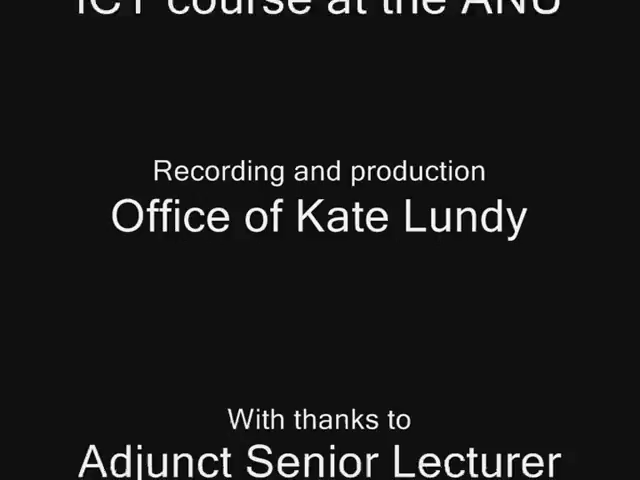 ICT course at the ANU
Recording and production
Office of Kate Lundy
With thanks to
Adjunct Senior Lecturer